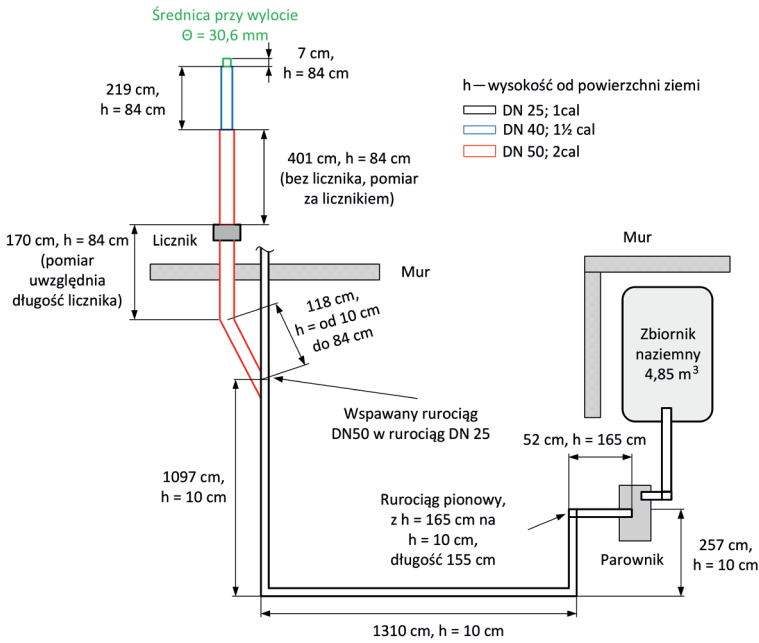 Średnica przy wylocie
Θ = 30,6 mm
7 cm,
h = 84 cm
219 cm,
h = 84 cm
h — wysokość od powierzchni ziemi
DN 25; 1cal
DN 40; 1½ cal
DN 50; 2cal
401 cm, h = 84 cm
(bez licznika, pomiar
za licznikiem)
170 cm, h = 84 cm
(pomiar
uwzględnia
długość licznika)
Licznik
Mur
Mur
118 cm,
h = od 10 cm
do 84 cm
Zbiornik
naziemny
4,85 m³
Wspawany rurociąg
DN50 w rurociąg DN 25
52 cm, h = 165 cm
1097 cm,
h = 10 cm
Rurociąg pionowy,
z h = 165 cm na
h = 10 cm,
długość 155 cm
Parownik
257 cm,
h = 10 cm
1310 cm, h = 10 cm